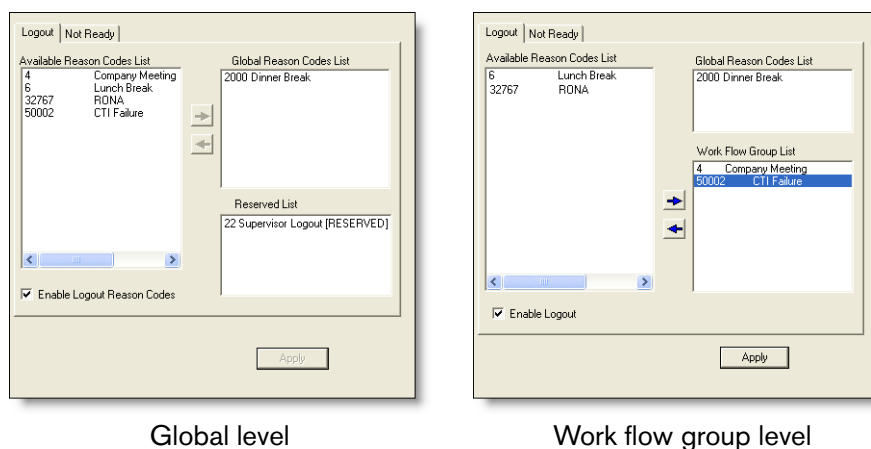 Logout Not Ready
Available Reason Codes List
4 Company Meeting
6 Lunch Break
32767 RONA
50002 CTI Failure
Global Reason Codes List
2000 Dinner Break
Reserved List
22 Supervisor Logout [RESERVED]
Enable Logout Reason Codes
Apply
Global level
Logout Not Ready
Available Reason Codes List
6 Lunch Break
32767 RONA
Global Reason Codes List
2000 Dinner Break
Work Flow Group List
4 Company Meeting
50002 CTI Failure
Enable Logout
Apply
Work flow group level